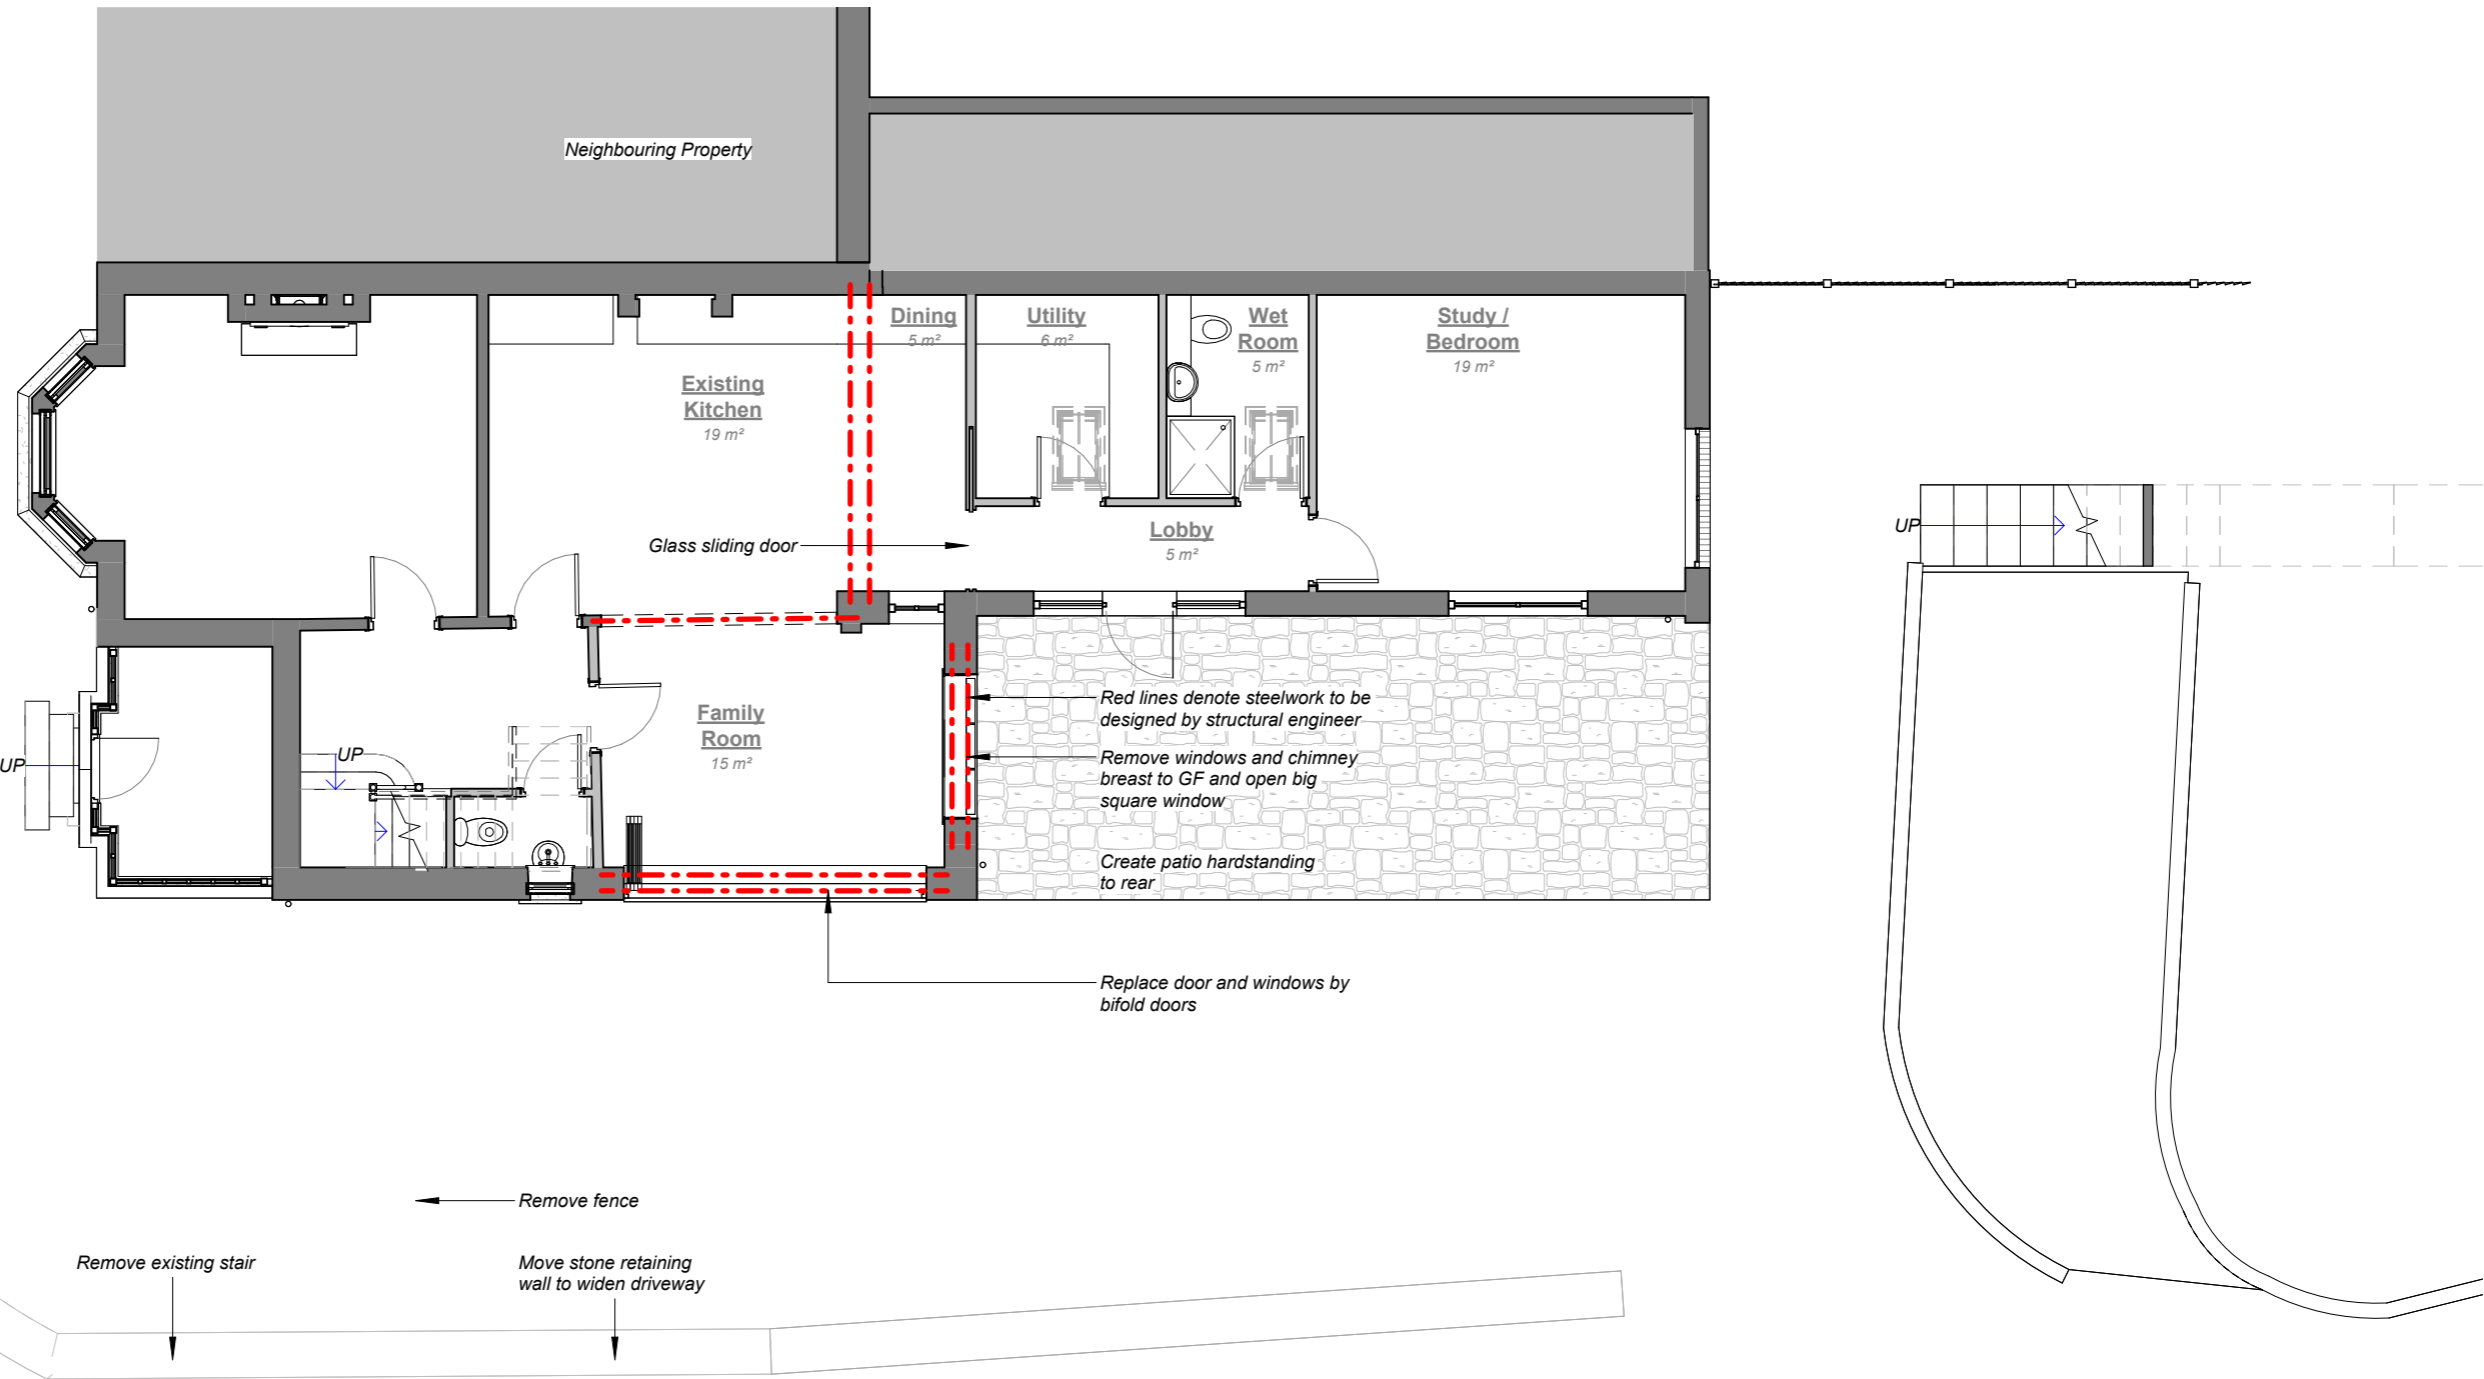 Neighbouring Property
Dining
5 m²
Utility
6 m²
Wet
Room
5 m²
Study /
Bedroom
19 m²
Existing
Kitchen
19 m²
Glass sliding door
Lobby
5 m²
UP
Family
Room
15 m²
UP
UP
Red lines denote steelwork to be
designed by structural engineer
Remove windows and chimney
breast to GF and open big
square window
Create patio hardstanding
to rear
Replace door and windows by
bifold doors
Remove fence
Remove existing stair
Move stone retaining
wall to widen driveway